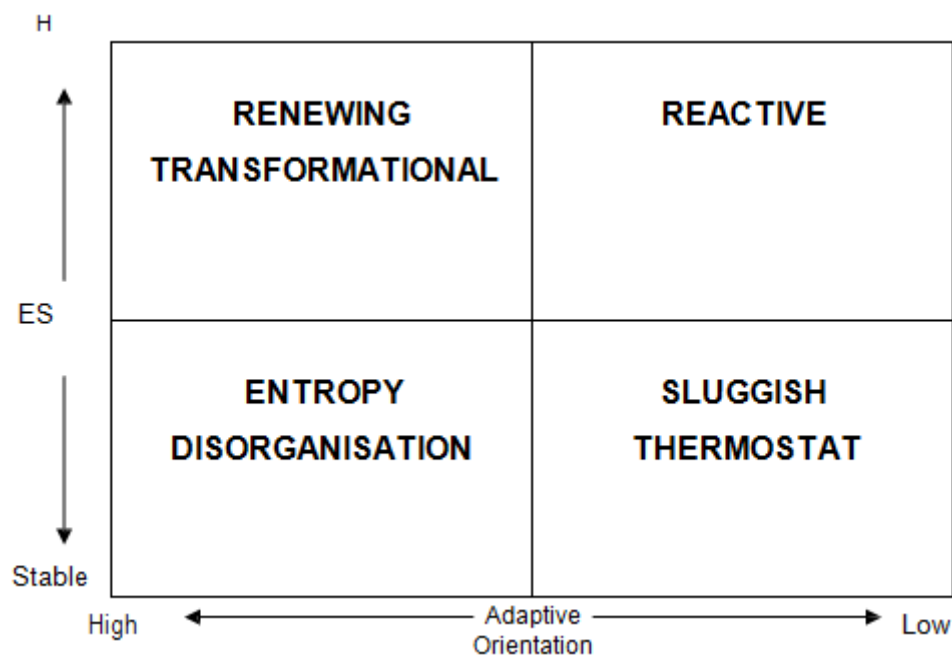 H
RENEWING
TRANSFORMATIONAL
REACTIVE
ES
ENTROPY
DISORGANISATION
SLUGGISH
THERMOSTAT
Stable
High
Adaptive
Orientation
Low